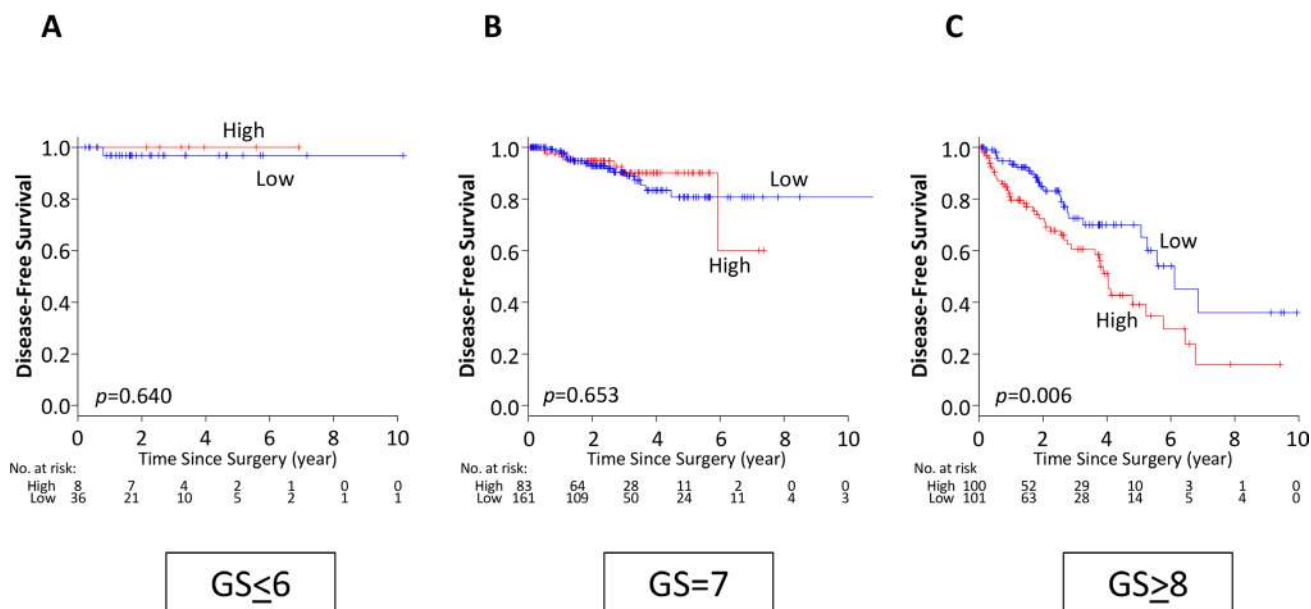 A
B
C
Disease-Free Survival
1.0
0.8
0.6
0.4
0.2
0.0
High
Low
p=0.640
0 2 4 6 8 10
Time Since Surgery (year)
No. at risk:
High 8 7 4 2 1 0 0
Low 36 21 10 5 2 1 1
GS≤6
Disease-Free Survival
1.0
0.8
0.6
0.4
0.2
0.0
Low
High
p=0.653
0 2 4 6 8 10
Time Since Surgery (year)
No. at risk:
High 83 64 28 11 2 0 0
Low 161 109 50 24 11 4 3
GS=7
Disease-Free Survival
1.0
0.8
0.6
0.4
0.2
0.0
Low
High
p=0.006
0 2 4 6 8 10
Time Since Surgery (year)
No. at risk
High 100 52 29 10 3 1 0
Low 101 63 28 14 5 4 0
GS≥8